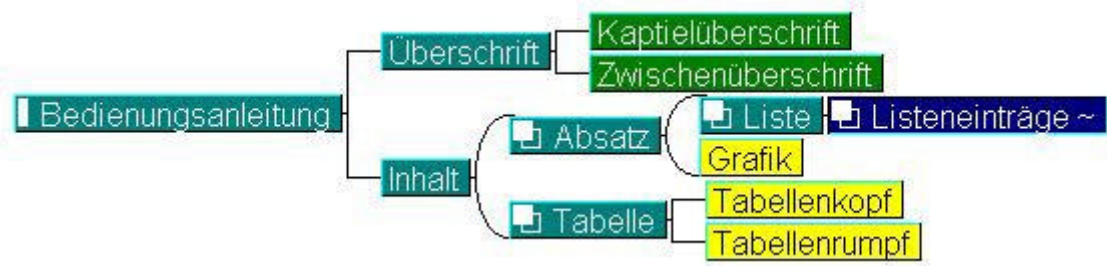 Bedienungsanleitung
Überschrift
Kaptielüberschrift
Zwischenüberschrift
Inhalt
Absatz
Liste
Listeneinträge ~
Grafik
Tabelle
Tabellenkopf
Tabellenrumpf